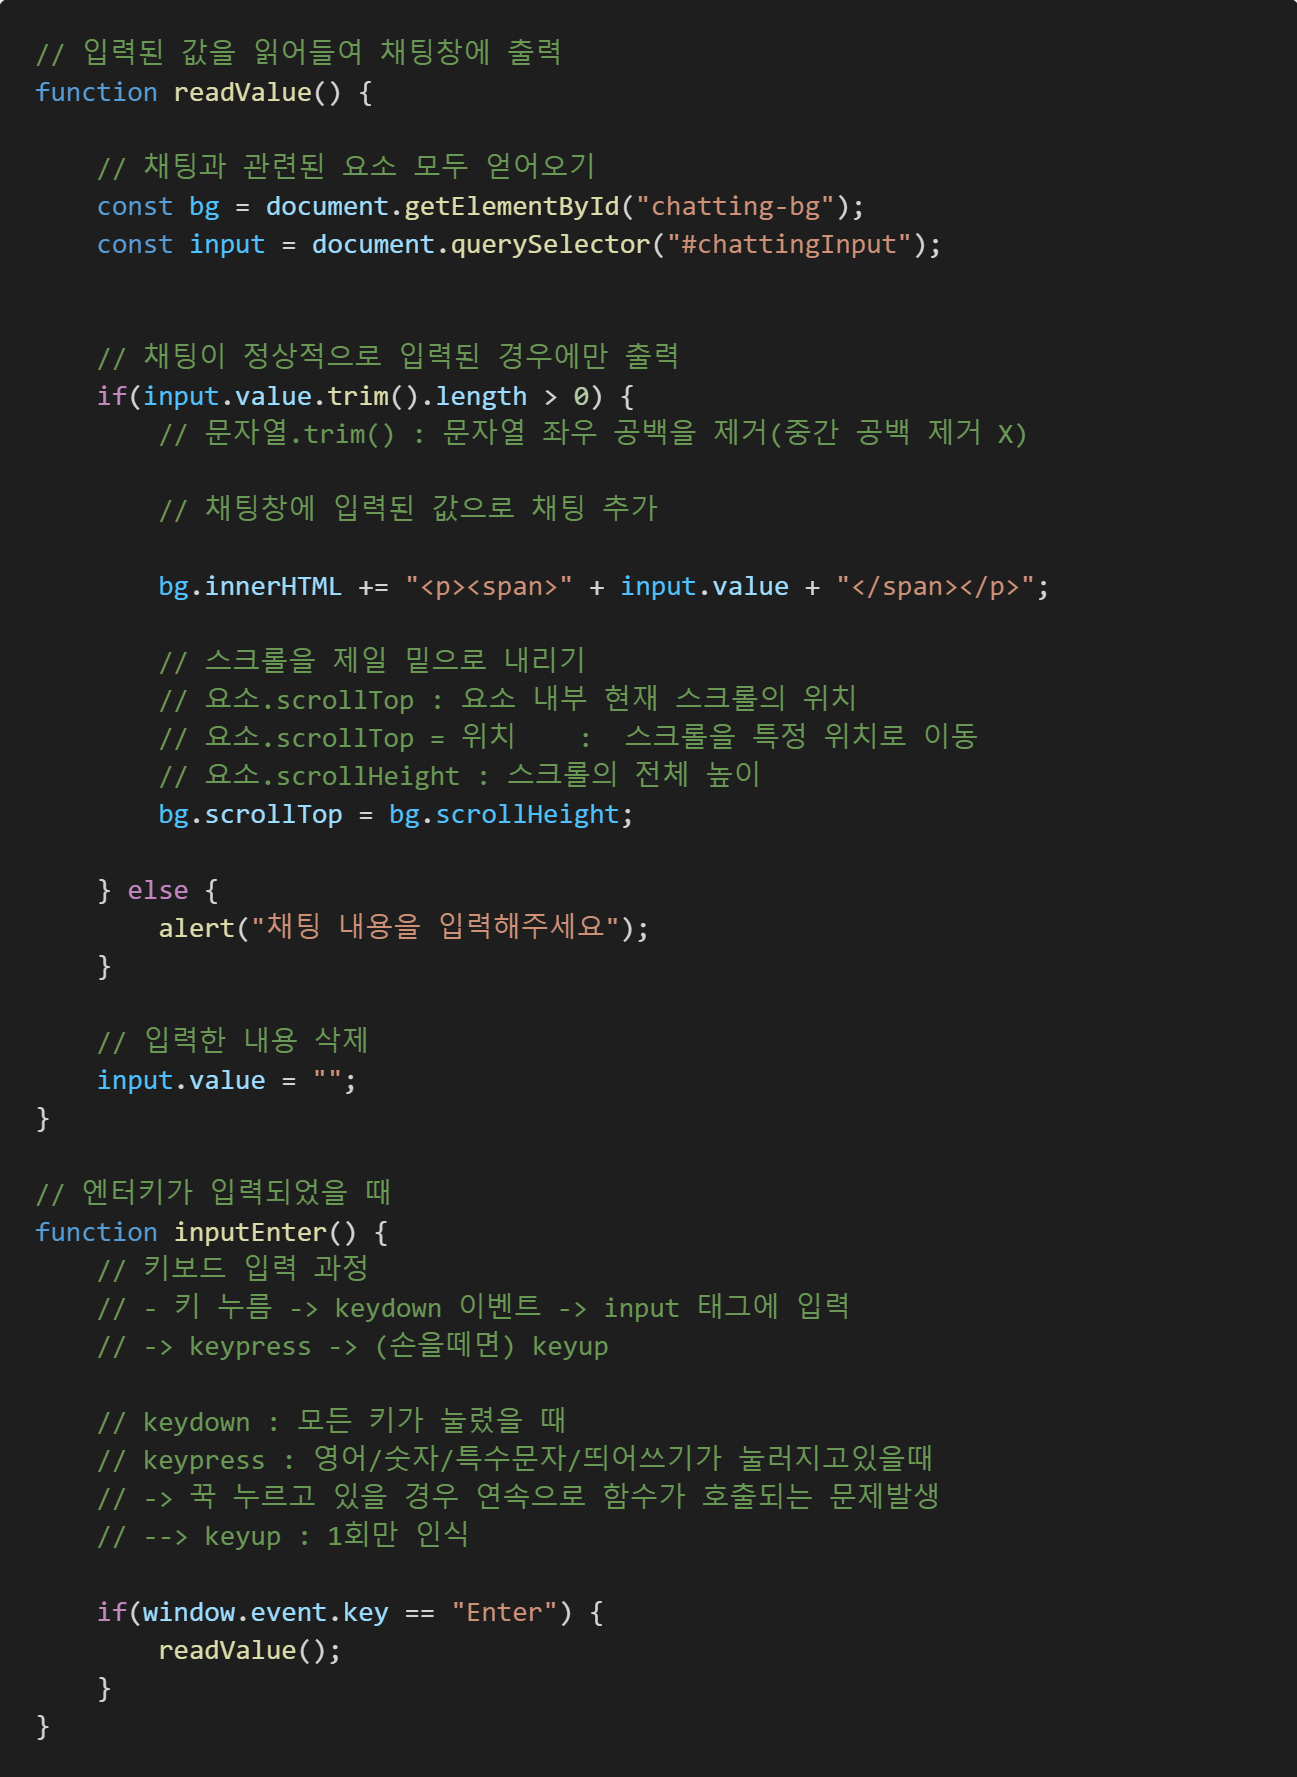 // 입력된 값을 읽어들여 채팅창에 출력
function readValue() {
// 채팅과 관련된 요소 모두 얻어오기
const bg = document.getElementById("chatting-bg");
const input = document.querySelector("#chattingInput");
// 채팅이 정상적으로 입력된 경우에만 출력
if(input.value.trim().length > 0) {
// 문자열.trim() : 문자열 좌우 공백을 제거(중간 공백 제거 X)
// 채팅창에 입력된 값으로 채팅 추가
bg.innerHTML += "<p><span>" + input.value + "</span></p>";
// 스크롤을 제일 밑으로 내리기
// 요소.scrollTop : 요소 내부 현재 스크롤의 위치
// 요소.scrollTop = 위치    :  스크롤을 특정 위치로 이동
// 요소.scrollHeight : 스크롤의 전체 높이
bg.scrollTop = bg.scrollHeight;
} else {
alert("채팅 내용을 입력해주세요");
}
// 입력한 내용 삭제
input.value = "";
}
// 엔터키가 입력되었을 때
function inputEnter() {
// 키보드 입력 과정
// - 키 누름 -> keydown 이벤트 -> input 태그에 입력
// -> keypress -> (손을떼면) keyup
// keydown : 모든 키가 눌렸을 때
// keypress : 영어/숫자/특수문자/띄어쓰기가 눌러지고있을때
// -> 꾹 누르고 있을 경우 연속으로 함수가 호출되는 문제발생
// --> keyup : 1회만 인식
if(window.event.key == "Enter") {
readValue();
}
}